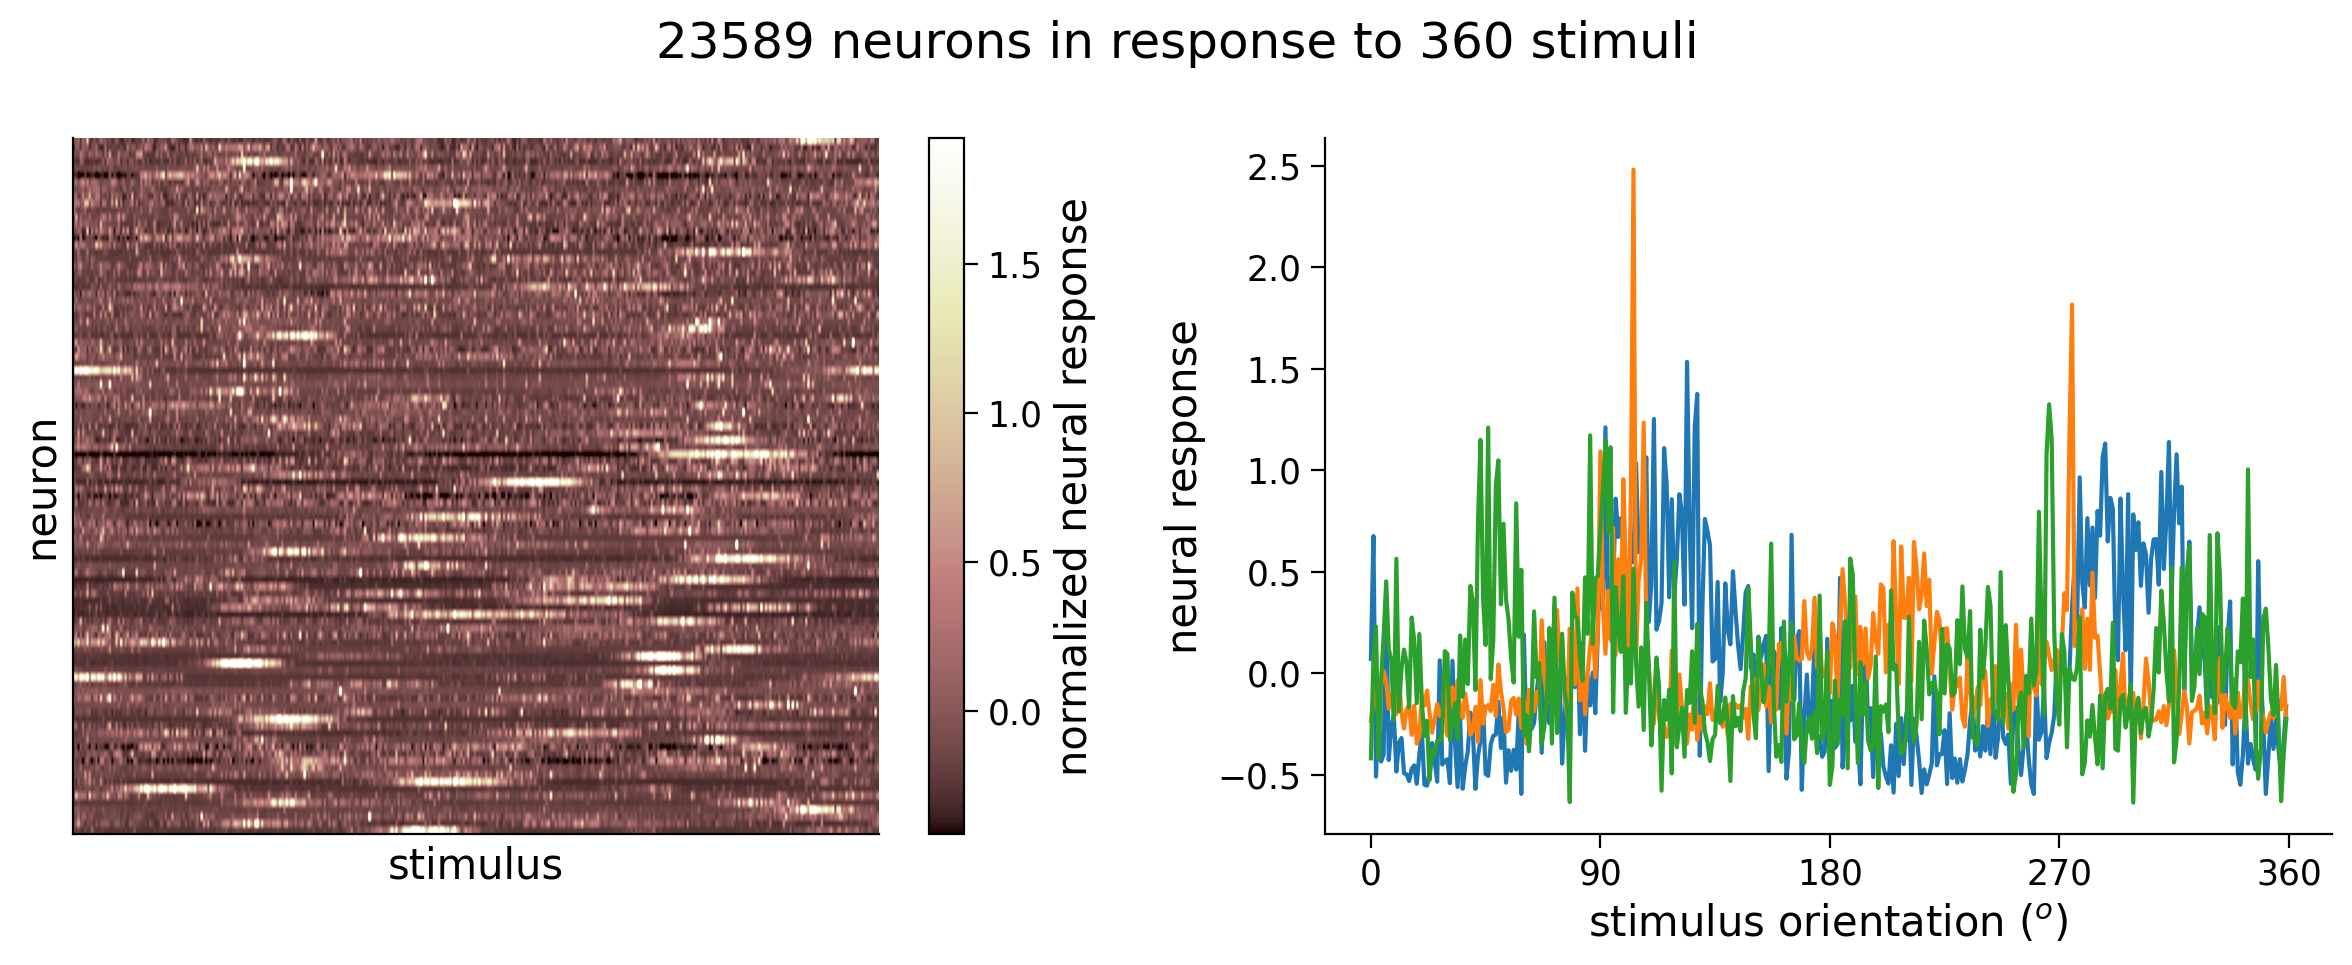 23589 neurons in response to 360 stimuli
neuron
stimulus
1.5
1.0
0.5
0.0
normalized neural response
neural response
2.5
2.0
1.5
1.0
0.5
0.0
−0.5
0 90 180 270 360
stimulus orientation (°)